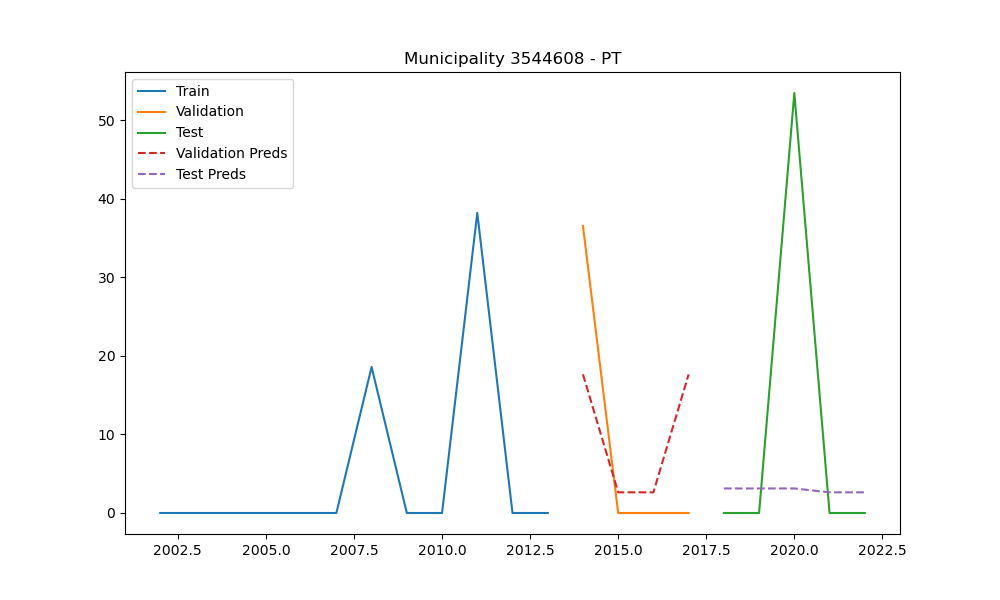 Municipality 3544608 - PT
Train
Validation
Test
Validation Preds
Test Preds
50
40
30
20
10
0
2002.5 2005.0 2007.5 2010.0 2012.5 2015.0 2017.5 2020.0 2022.5